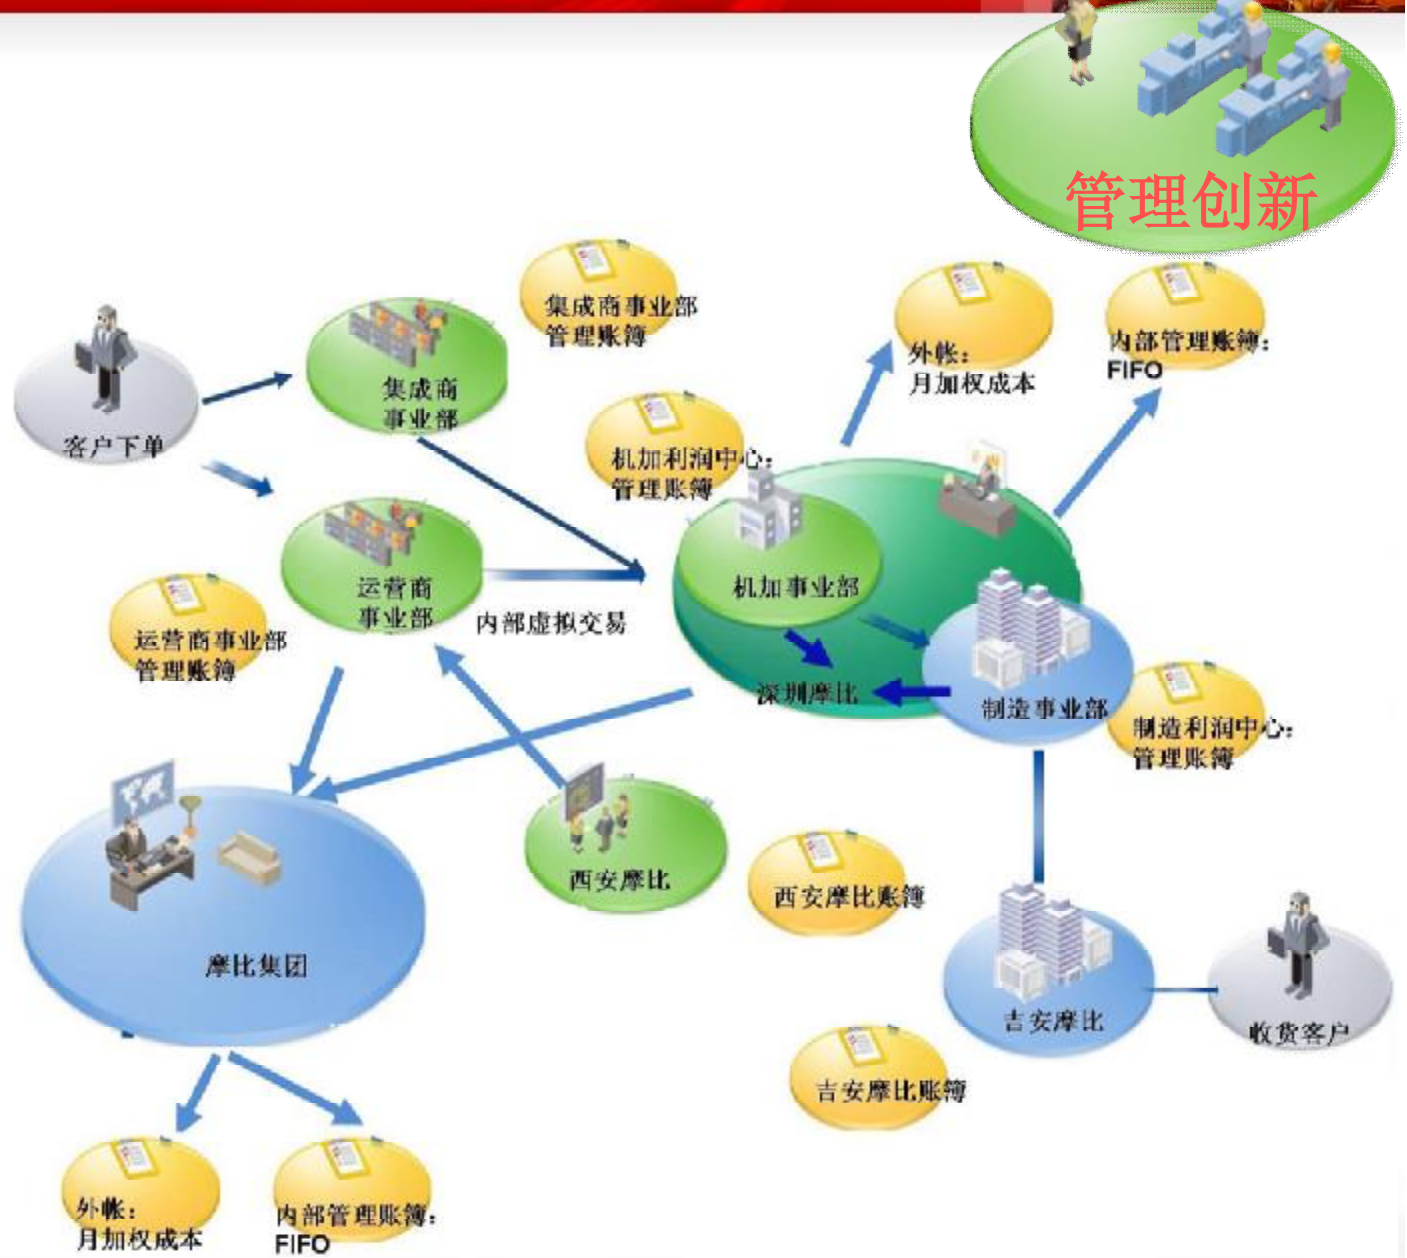 管理创新
集成商事业部
管理账簿
外帐：
月加权成本
内部管理账簿：
FIFO
客户下单
集成商
事业部
机加利润中心：
管理账簿
运营商
事业部
内部虚拟交易
机加事业部
运营商事业部
管理账簿
深圳摩比
制造事业部
制造利润中心：
管理账簿
西安摩比
西安摩比账簿
摩比集团
吉安摩比
收货客户
吉安摩比账簿
外帐：
月加权成本
内部管理账簿：
FIFO